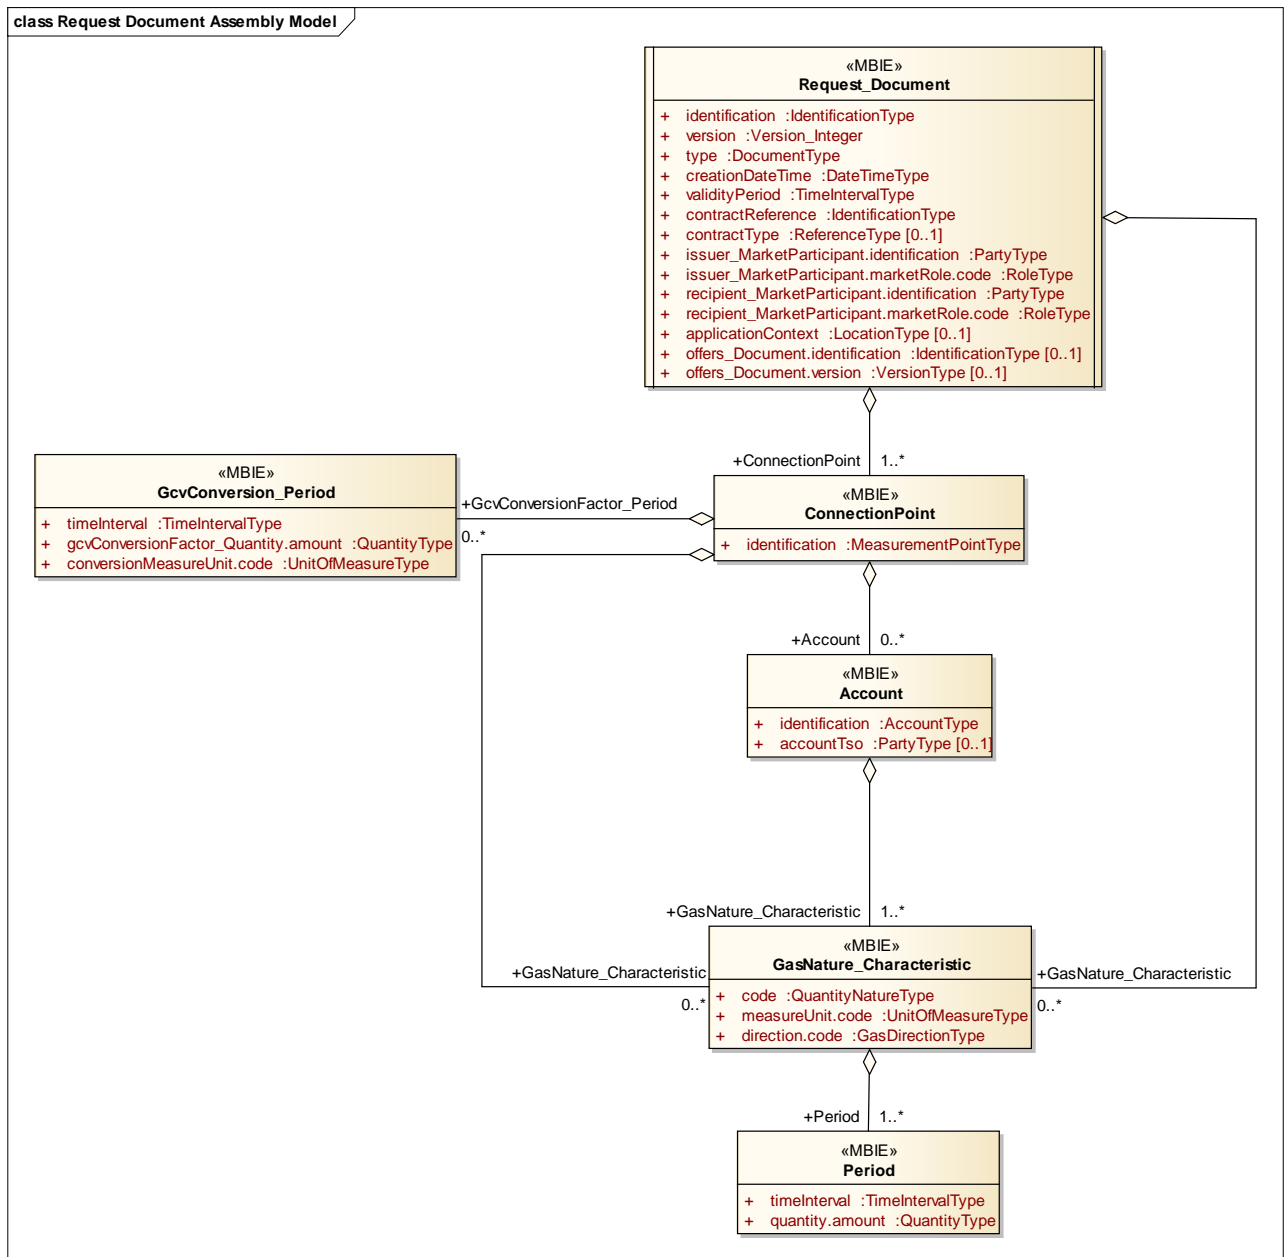 class Request Document Assembly Model
«MBIE»
Request_Document
+ identification :IdentificationType
+ version :Version_Integer
+ type :DocumentType
+ creationDateTime :DateTimeType
+ validityPeriod :TimeIntervalType
+ contractReference :IdentificationType
+ contractType :ReferenceType [0..1]
+ issuer_MarketParticipant.identification :PartyType
+ issuer_MarketParticipant.marketRole.code :RoleType
+ recipient_MarketParticipant.identification :PartyType
+ recipient_MarketParticipant.marketRole.code :RoleType
+ applicationContext :LocationType [0..1]
+ offers_Document.identification :IdentificationType [0..1]
+ offers_Document.version :VersionType [0..1]
+ConnectionPoint 1..*
«MBIE»
GcvConversion_Period
+ timeInterval :TimeIntervalType
+ gcvConversionFactor_Quantity.amount :QuantityType
+ conversionMeasureUnit.code :UnitOfMeasureType
+GcvConversionFactor_Period
0..*
«MBIE»
ConnectionPoint
+ identification :MeasurementPointType
+Account 0..*
«MBIE»
Account
+ identification :AccountType
+ accountTso :PartyType [0..1]
+GasNature_Characteristic 1..*
+GasNature_Characteristic
0..*
«MBIE»
GasNature_Characteristic
+ code :QuantityNatureType
+ measureUnit.code :UnitOfMeasureType
+ direction.code :GasDirectionType
+GasNature_Characteristic
0..*
+Period 1..*
«MBIE»
Period
+ timeInterval :TimeIntervalType
+ quantity.amount :QuantityType